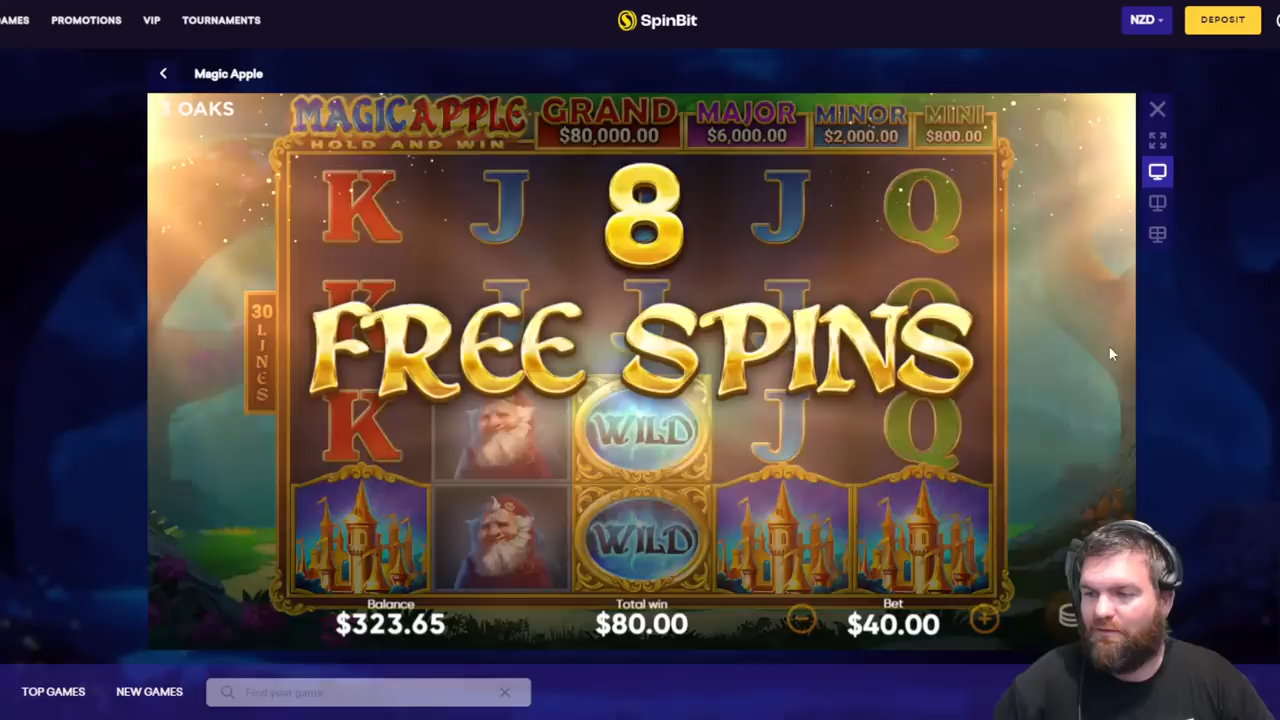 GAMES PROMOTIONS VIP TOURNAMENTS
SpinBit
NZD
DEPOSIT
Magic Apple
3 OAKS
MAGIC APPLE
HOLD AND WIN
GRAND
$80,000.00
MAJOR
$6,000.00
MINOR
$2,000.00
MINI
$800.00
K J J Q
8
K J J J Q
FREE SPINS
30
LINES
K WILD J Q
WILD
Balance
$323.65
Total win
$80.00
Bet
$40.00
TOP GAMES NEW GAMES Find your game